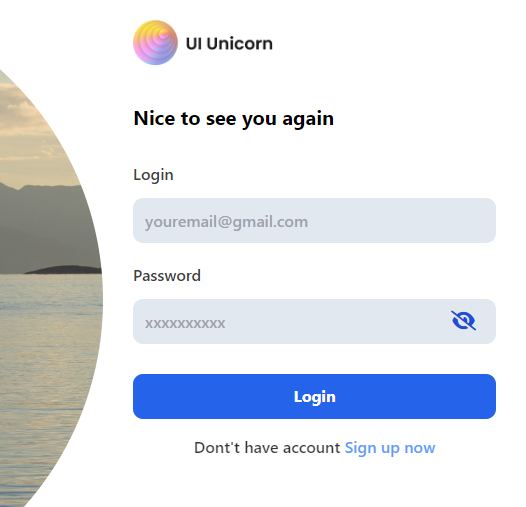 UI Unicorn
Nice to see you again
Login
youremail@gmail.com
Password
xxxxxxxxxx
Login
Dont't have account Sign up now